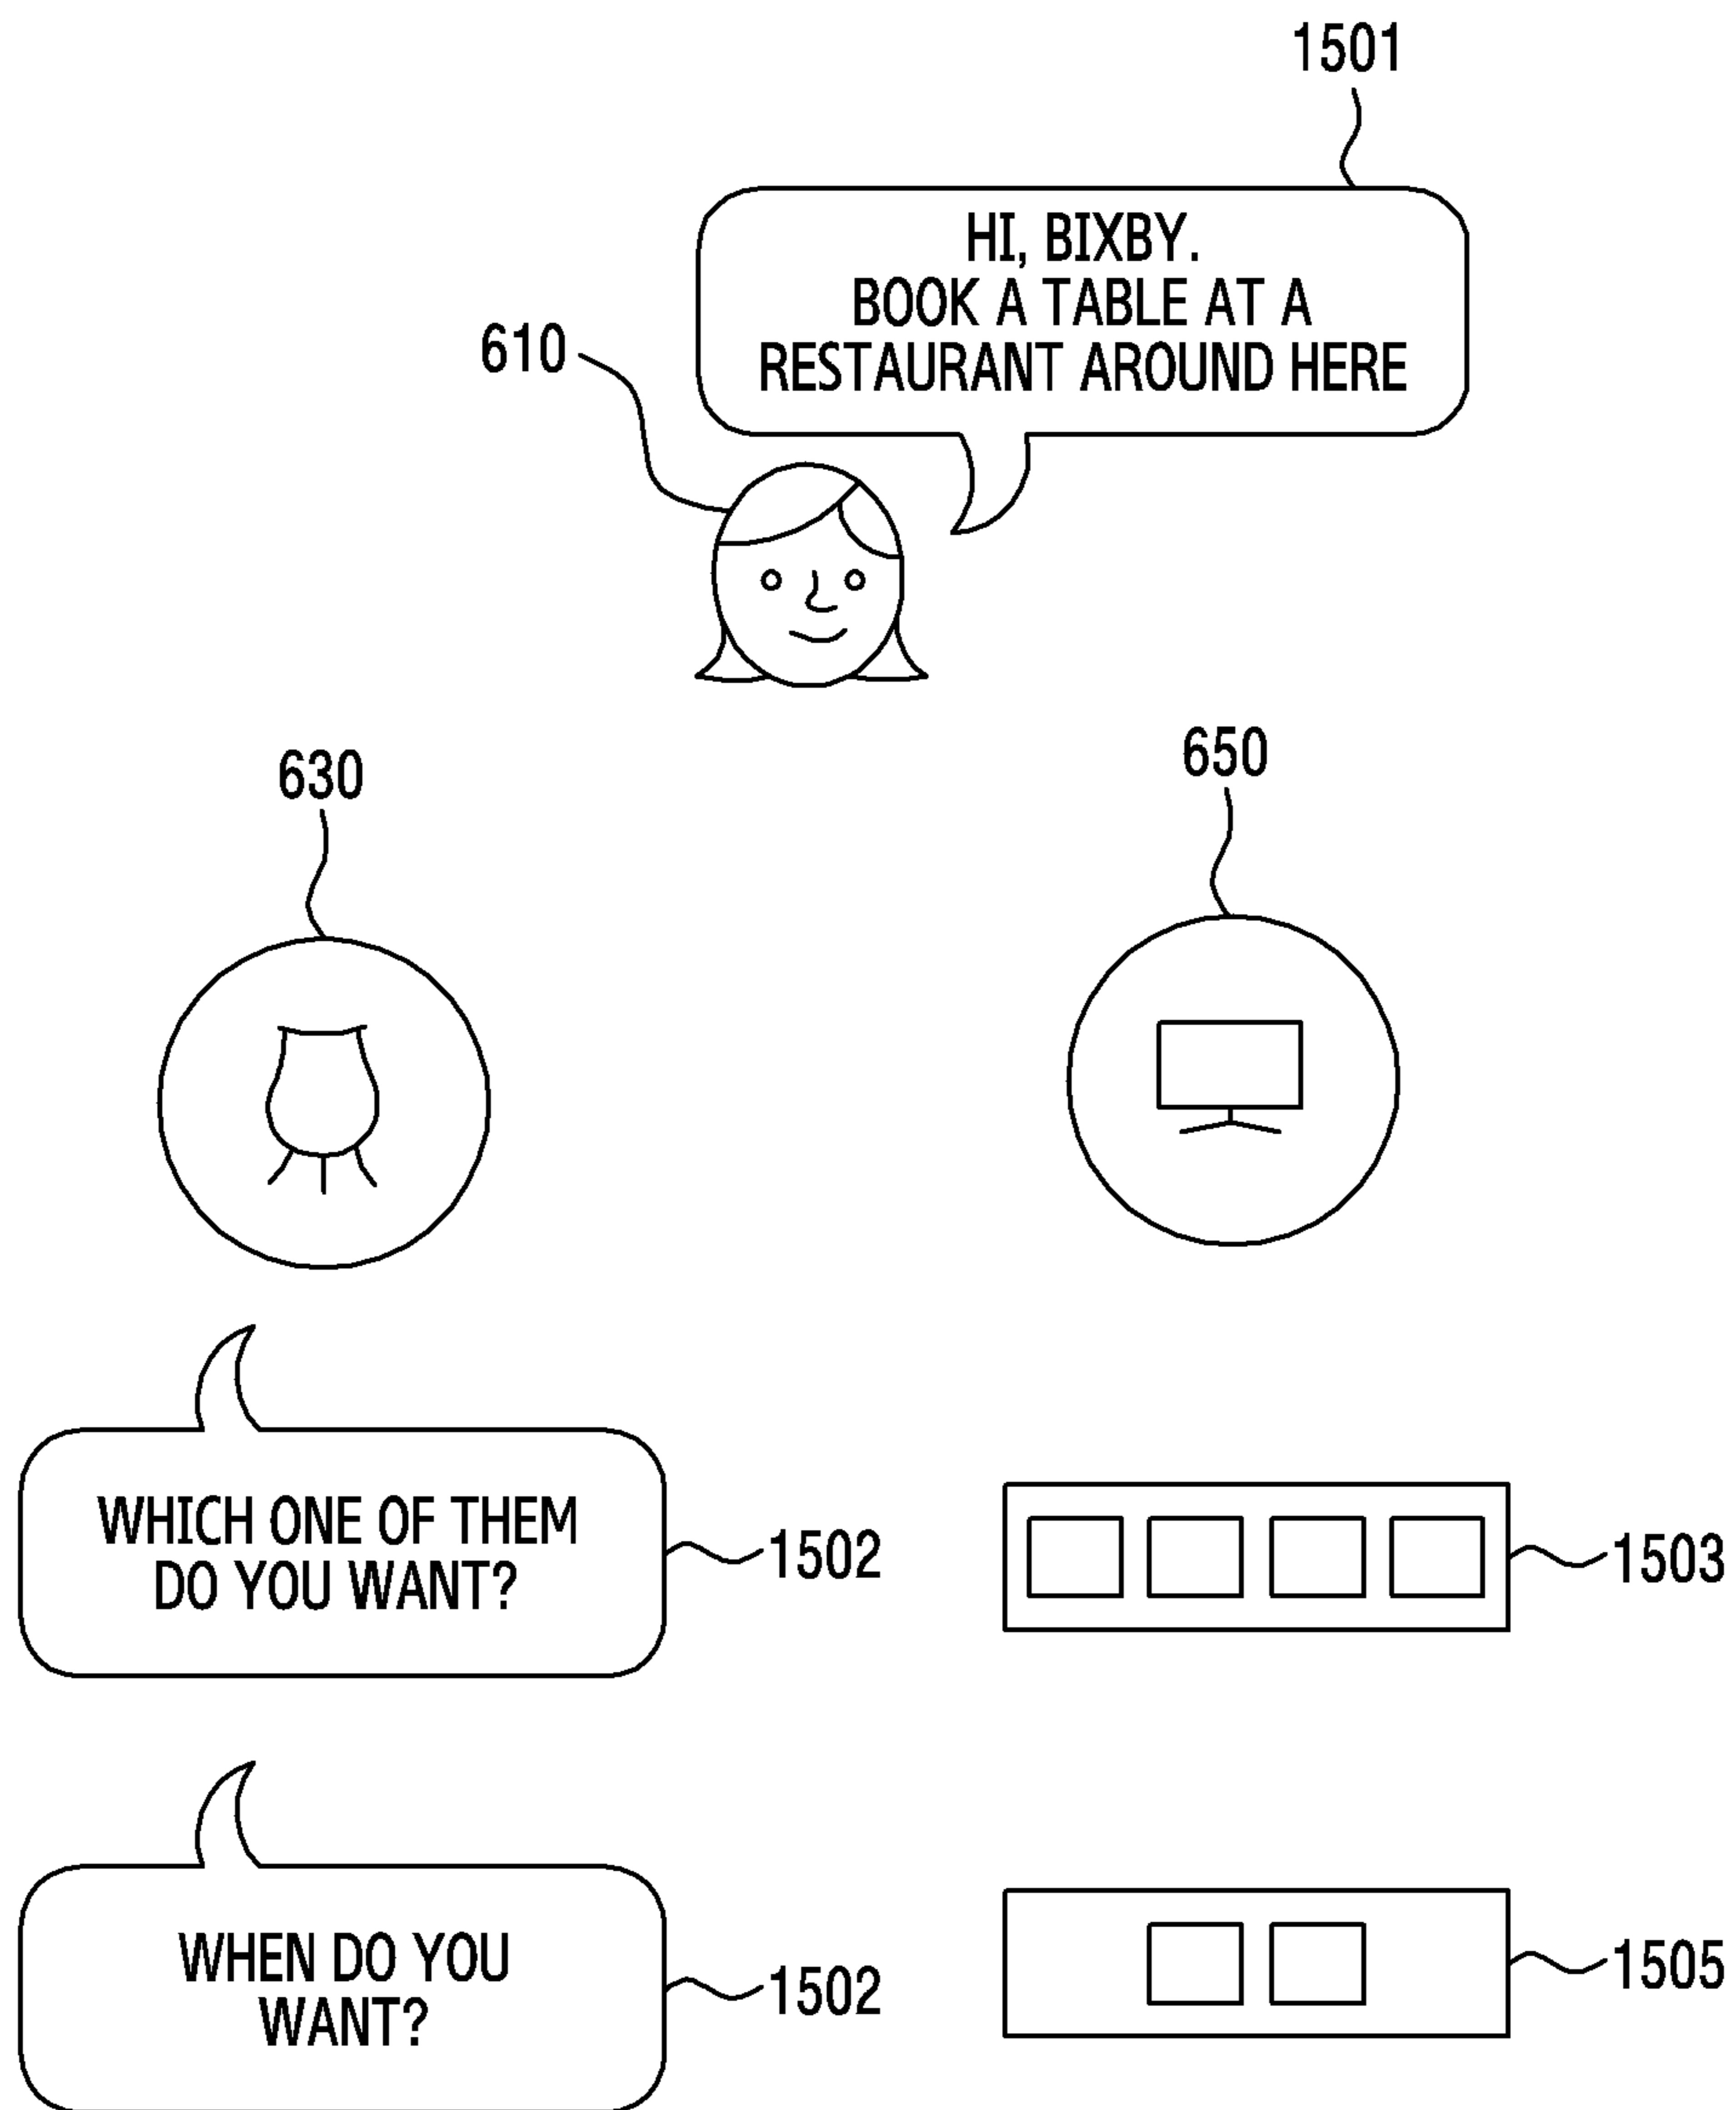 1501
HI, BIXBY.
BOOK A TABLE AT A
RESTAURANT AROUND HERE
610
630
650
WHICH ONE OF THEM
DO YOU WANT?
1502
1503
WHEN DO YOU
WANT?
1502
1505